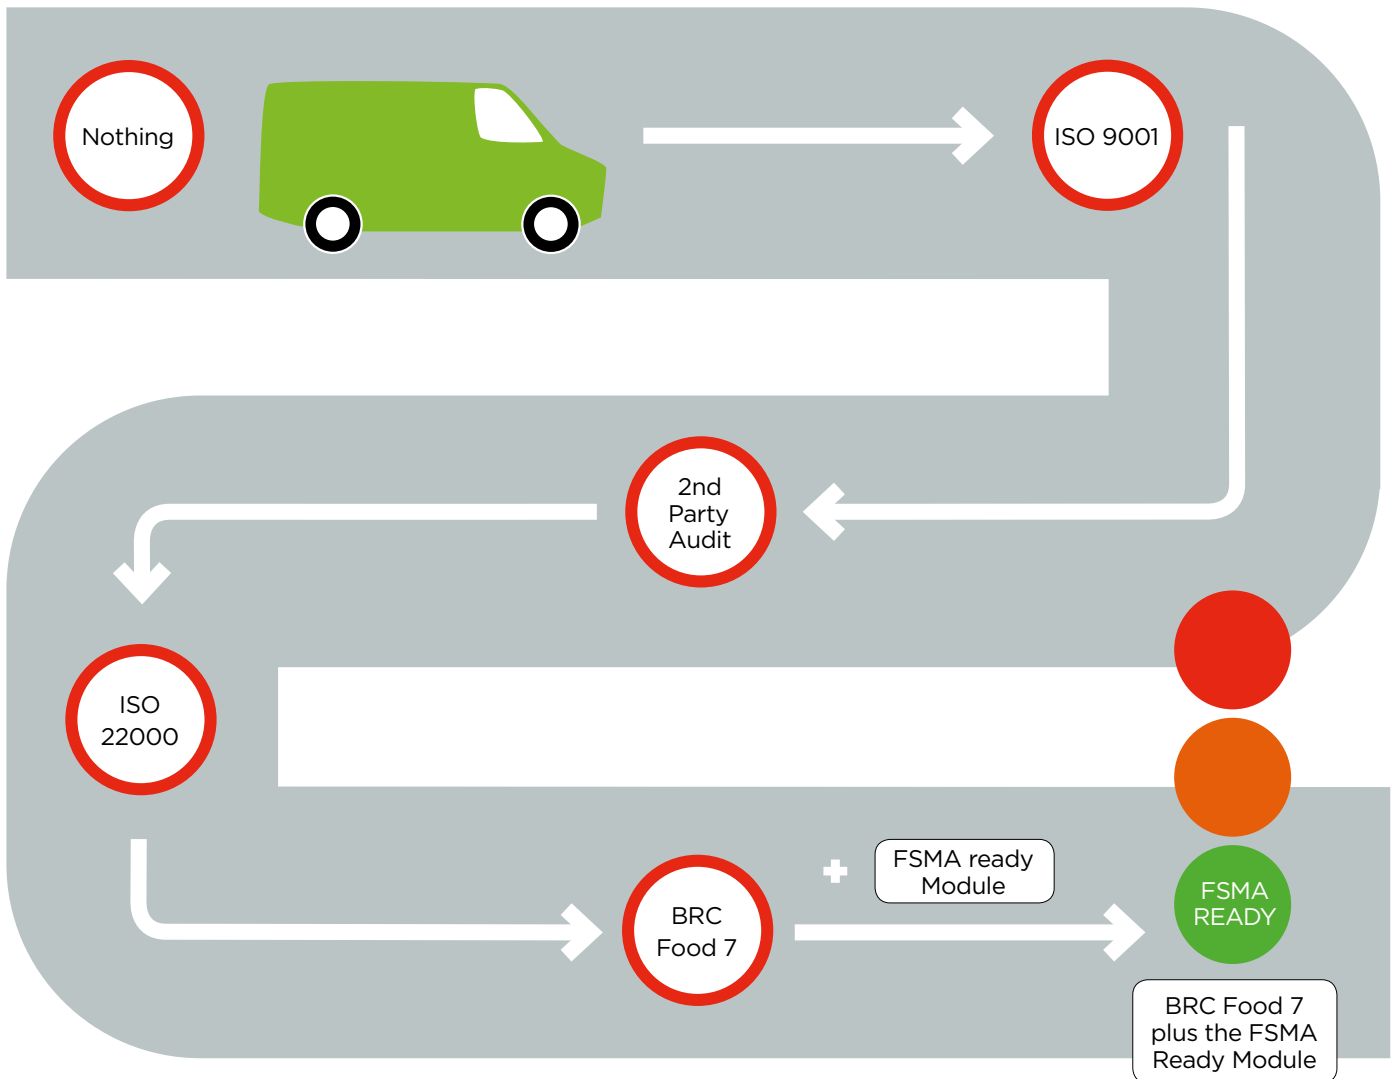 Nothing
ISO 9001
2nd
Party
Audit
ISO
22000
BRC
Food 7
FSMA ready
Module
FSMA
READY
BRC Food 7
plus the FSMA
Ready Module